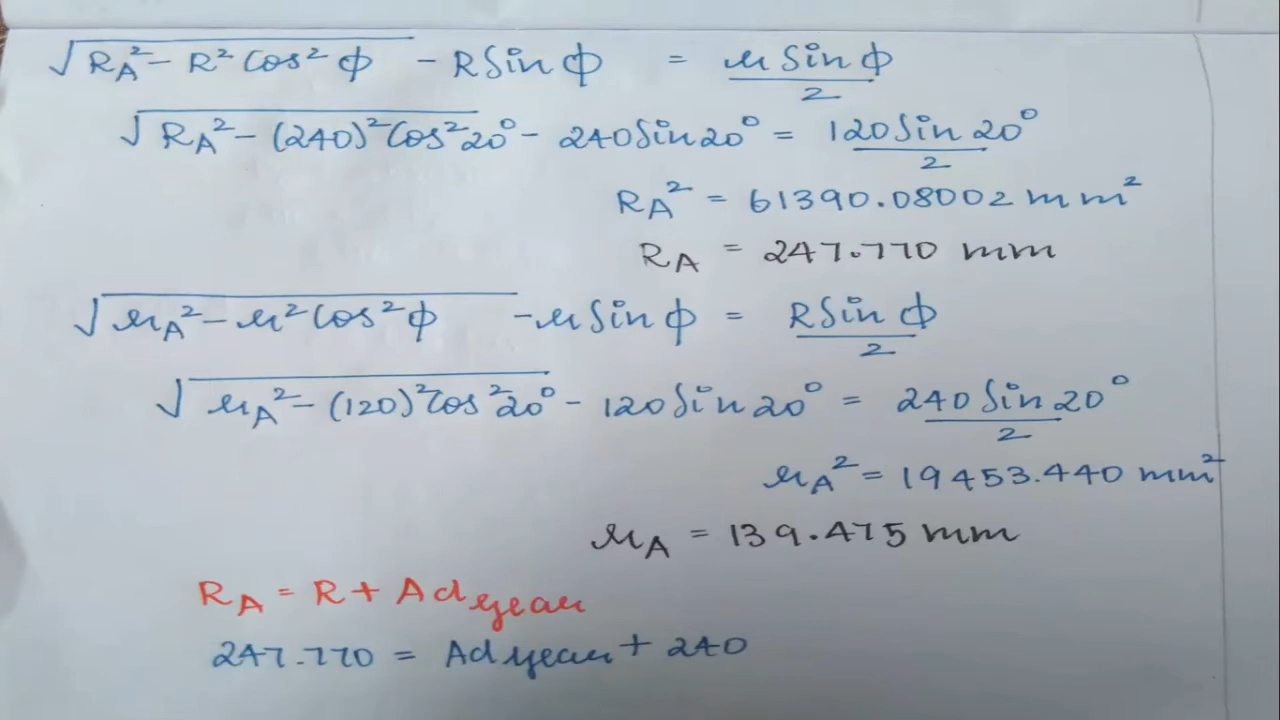 √(R_A² - R² Cos² ϕ) - R Sin ϕ = r Sin ϕ / 2
√(R_A² - (240)² Cos² 20°) - 240 Sin 20° = 120 Sin 20° / 2
R_A² = 61390.08002 mm²
R_A = 247.770 mm
√(r_A² - r² Cos² ϕ) - r Sin ϕ = R Sin ϕ / 2
√(r_A² - (120)² Cos² 20°) - 120 Sin 20° = 240 Sin 20° / 2
r_A² = 19453.440 mm²
r_A = 139.475 mm
R_A = R + Ad gear
247.770 = Ad gear + 240